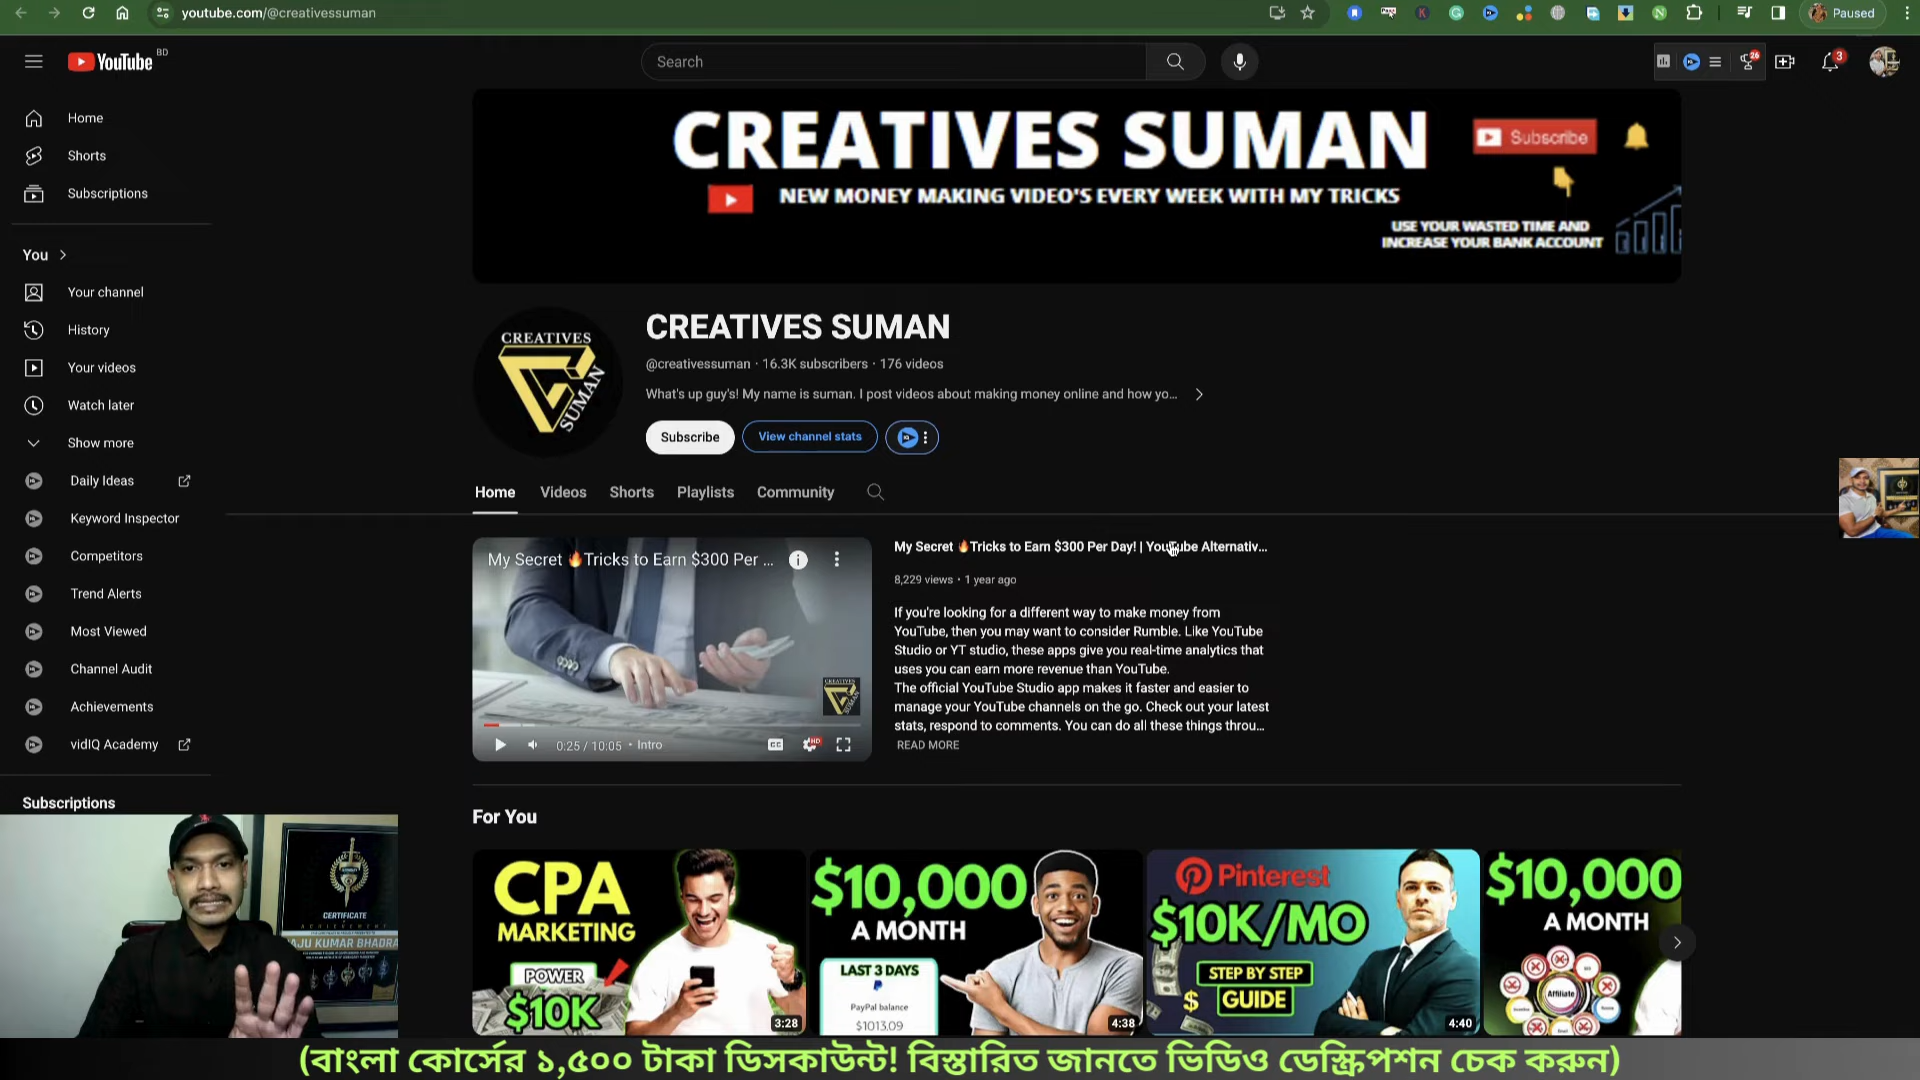 youtube.com/@creativessuman
Paused
YouTube BD
Search
26
3
Home
Shorts
Subscriptions
You
Your channel
History
Your videos
Watch later
Show more
Daily Ideas
Keyword Inspector
Competitors
Trend Alerts
Most Viewed
Channel Audit
Achievements
vidIQ Academy
Subscriptions
CREATIVES SUMAN
Subscribe
NEW MONEY MAKING VIDEO'S EVERY WEEK WITH MY TRICKS
USE YOUR WASTED TIME AND
INCREASE YOUR BANK ACCOUNT
CREATIVES
SUMAN
CREATIVES SUMAN
@creativessuman · 16.3K subscribers · 176 videos
What's up guy's! My name is suman. I post videos about making money online and how yo...
Subscribe
View channel stats
Home
Videos
Shorts
Playlists
Community
My Secret 🔥Tricks to Earn $300 Per ...
CREATIVES
SUMAN
0:25 / 10:05 • Intro
CC
HD
My Secret 🔥Tricks to Earn $300 Per Day! | YouTube Alternativ...
8,229 views • 1 year ago
If you're looking for a different way to make money from
YouTube, then you may want to consider Rumble. Like YouTube
Studio or YT studio, these apps give you real-time analytics that
uses you can earn more revenue than YouTube.
The official YouTube Studio app makes it faster and easier to
manage your YouTube channels on the go. Check out your latest
stats, respond to comments. You can do all these things throu...
READ MORE
For You
CPA
MARKETING
POWER
$10K
3:28
$10,000
A MONTH
LAST 3 DAYS
PayPal balance
$1013.09
4:38
Pinterest
$10K/MO
STEP BY STEP
GUIDE
4:40
$10,000
A MONTH
Affiliate
CERTIFICATE
AJU KUMAR BHADRA
(বাংলা কোর্সের ১,৫০০ টাকা ডিসকাউন্ট! বিস্তারিত জানতে ভিডিও ডেস্ক্রিপশন চেক করুন)